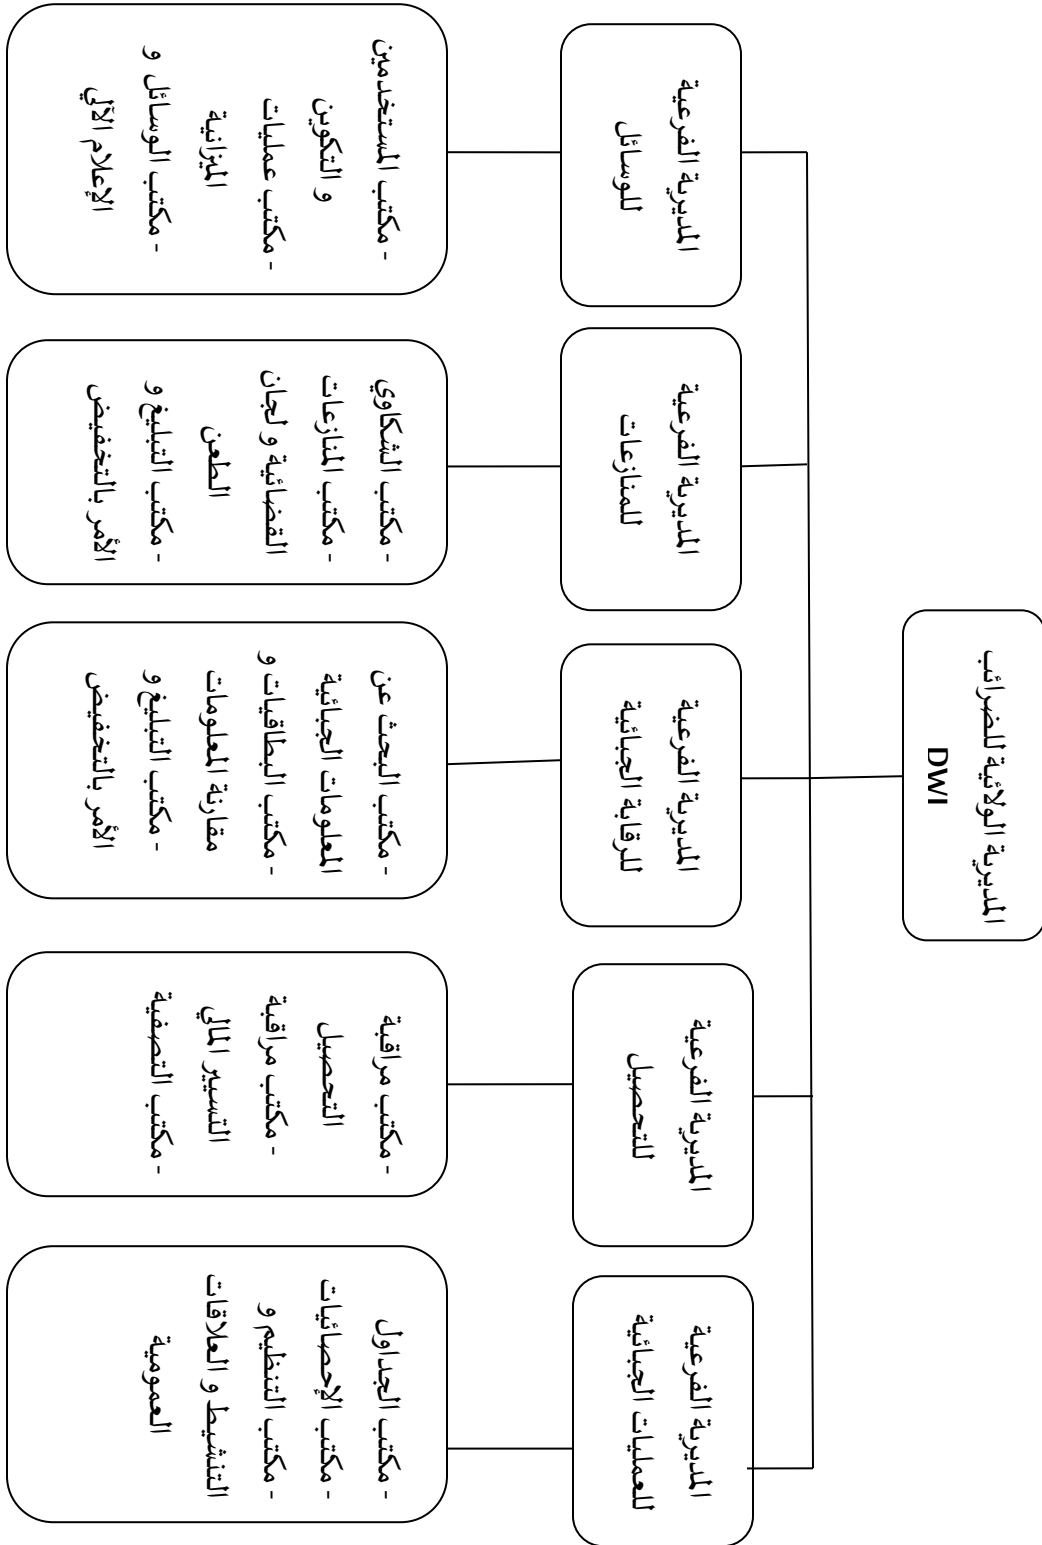 المديرية الولائية للضرائب
DWI
المديرية الفرعية
للعمليات الجبائية
المديرية الفرعية
للتحصيل
المديرية الفرعية
للرقابة الجبائية
المديرية الفرعية
للمنازعات
المديرية الفرعية
للوسائل
- مكتب الجداول
- مكتب الإحصائيات
- مكتب التنظيم و
التنشيط و العلاقات
العمومية
- مكتب مراقبة
التحصيل
- مكتب مراقبة
التسيير المالي
- مكتب التصفية
- مكتب البحث عن
المعلومات الجبائية
- مكتب البطاقيات و
مقارنة المعلومات
- مكتب التبليغ و
الأمر بالتخفيض
- مكتب الشكاوي
- مكتب المنازعات
القضائية و لجان
الطعن
- مكتب التبليغ و
الأمر بالتخفيض
- مكتب المستخدمين
و التكوين
- مكتب عمليات
الميزانية
- مكتب الوسائل و
الإعلام الآلي